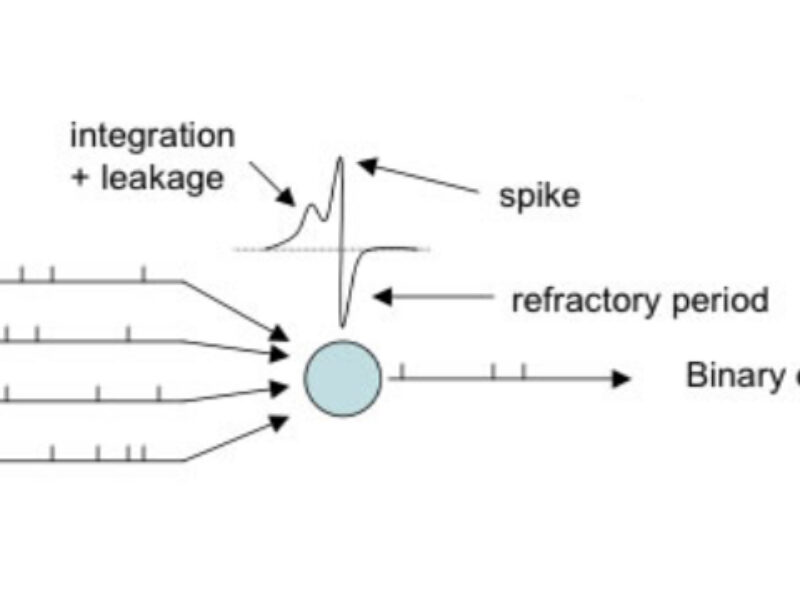 integration
+ leakage
spike
refractory period
Binary